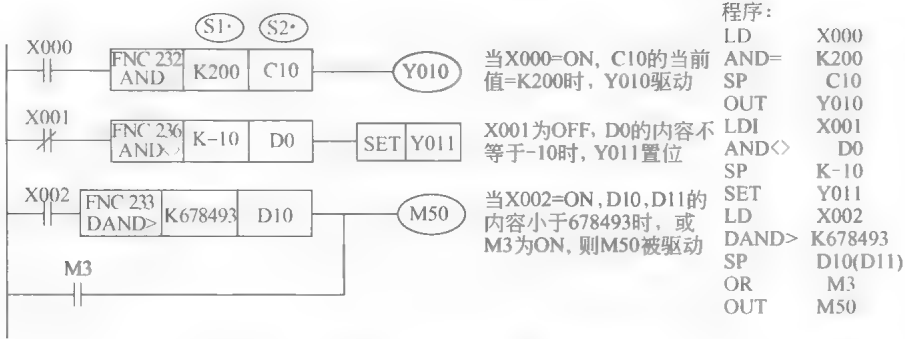 S1· S2·
X000
FNC 232
AND K200 C10 Y010
当X000=ON, C10的当前
值=K200时, Y010驱动
X001
FNC 236
AND<> K-10 D0 SET Y011
X001为OFF, D0的内容不
等于-10时, Y011置位
X002
FNC 233
DAND> K678493 D10 M50
当X002=ON, D10, D11的
内容小于678493时, 或
M3为ON, 则M50被驱动
M3
程序:
LD X000
AND= K200
SP C10
OUT Y010
LDI X001
AND<> D0
SP K-10
SET Y011
LD X002
DAND> K678493
SP D10(D11)
OR M3
OUT M50